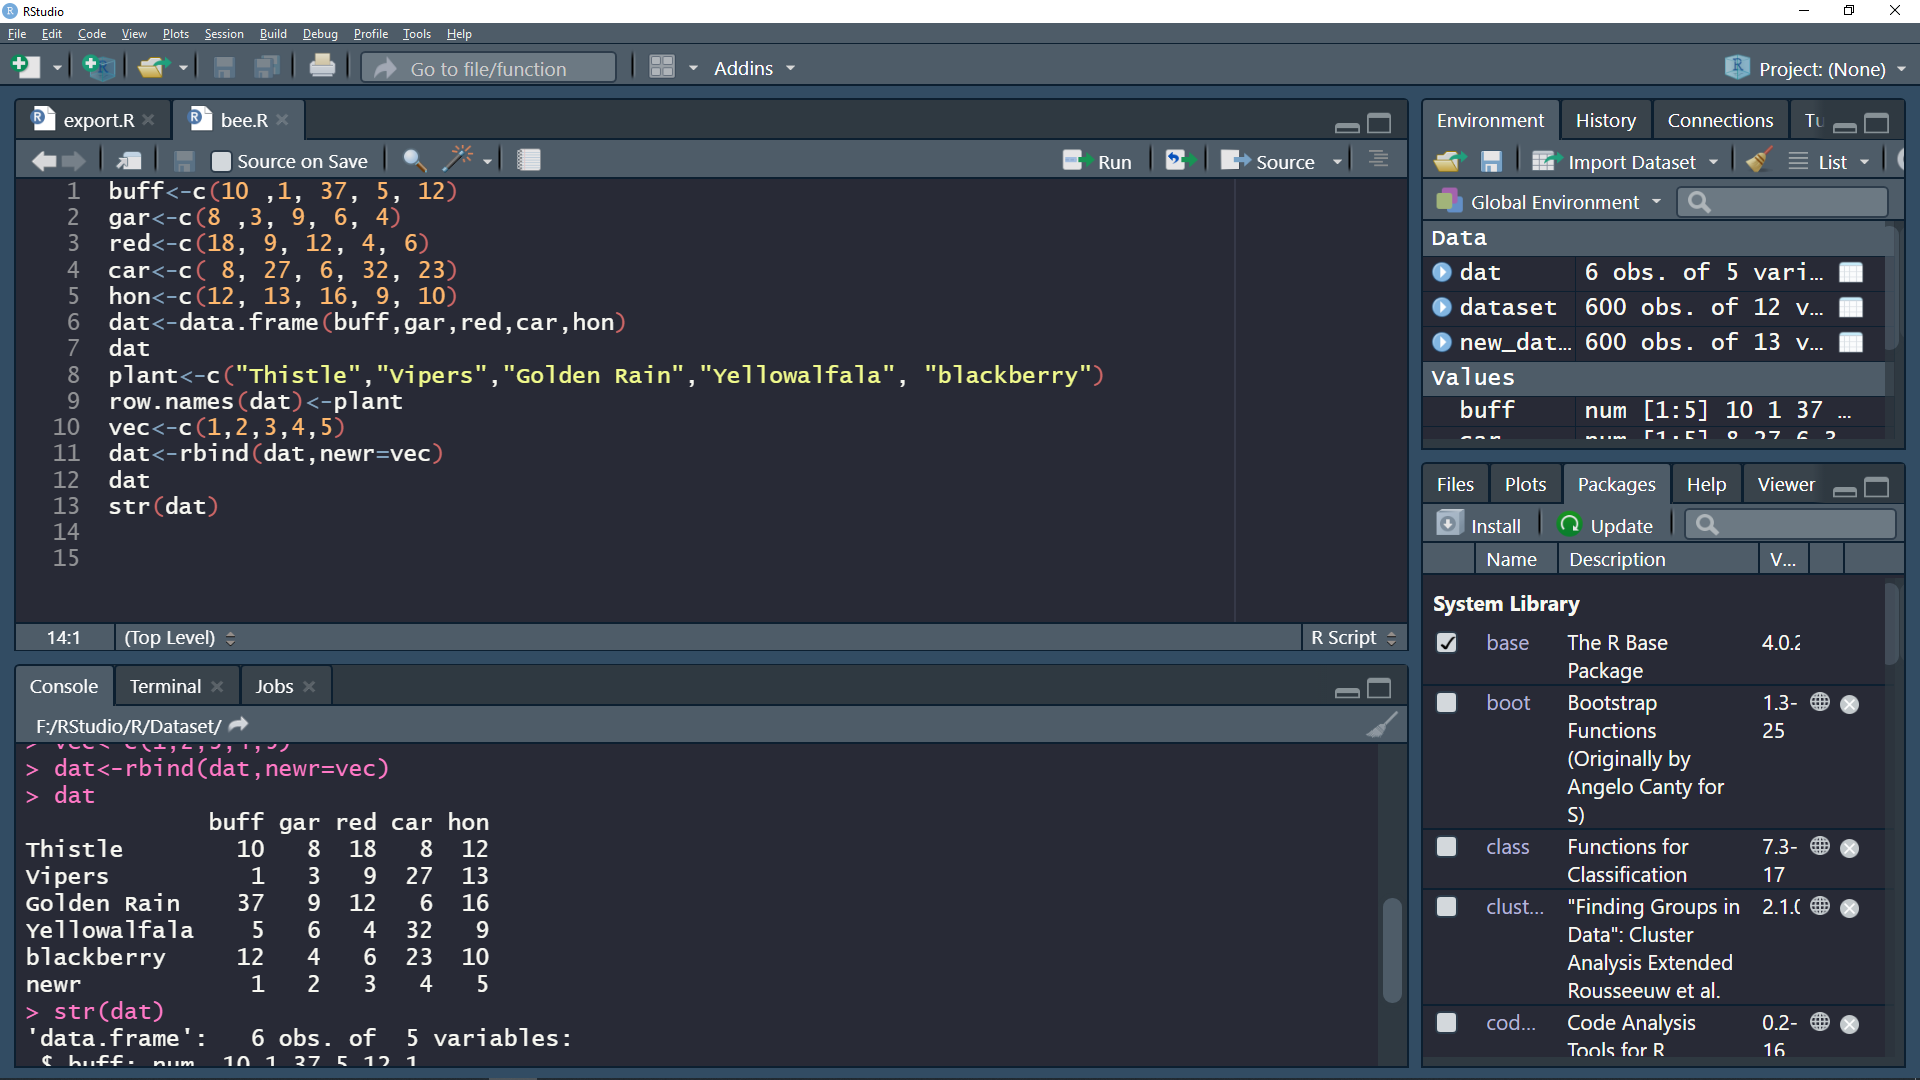 RStudio
File Edit Code View Plots Session Build Debug Profile Tools Help
Go to file/function Addins Project: (None)
export.R bee.R
Source on Save Run Source
1 buff<-c(10 ,1, 37, 5, 12)
2 gar<-c(8 ,3, 9, 6, 4)
3 red<-c(18, 9, 12, 4, 6)
4 car<-c( 8, 27, 6, 32, 23)
5 hon<-c(12, 13, 16, 9, 10)
6 dat<-data.frame(buff,gar,red,car,hon)
7 dat
8 plant<-c("Thistle","Vipers","Golden Rain","Yellowalfala", "blackberry")
9 row.names(dat)<-plant
10 vec<-c(1,2,3,4,5)
11 dat<-rbind(dat,newr=vec)
12 dat
13 str(dat)
14
15
14:1 (Top Level) R Script
Console Terminal Jobs
F:/RStudio/R/Dataset/
> vec<-c(1,2,3,4,5)
> dat<-rbind(dat,newr=vec)
> dat
buff gar red car hon
Thistle 10 8 18 8 12
Vipers 1 3 9 27 13
Golden Rain 37 9 12 6 16
Yellowalfala 5 6 4 32 9
blackberry 12 4 6 23 10
newr 1 2 3 4 5
> str(dat)
'data.frame': 6 obs. of 5 variables:
$ buff: num 10 1 37 5 12 1
Environment History Connections Tu
Import Dataset List
Global Environment
Data
dat 6 obs. of 5 vari...
dataset 600 obs. of 12 v...
new_dat... 600 obs. of 13 v...
Values
buff num [1:5] 10 1 37 ...
car num [1:5] 8 27 6 3
Files Plots Packages Help Viewer
Install Update
Name Description V...
System Library
base The R Base 4.0.2
Package
boot Bootstrap 1.3-
Functions 25
(Originally by
Angelo Canty for
S)
class Functions for 7.3-
Classification 17
clust... "Finding Groups in 2.1.0
Data": Cluster
Analysis Extended
Rousseeuw et al.
cod... Code Analysis 0.2-
Tools for R 16